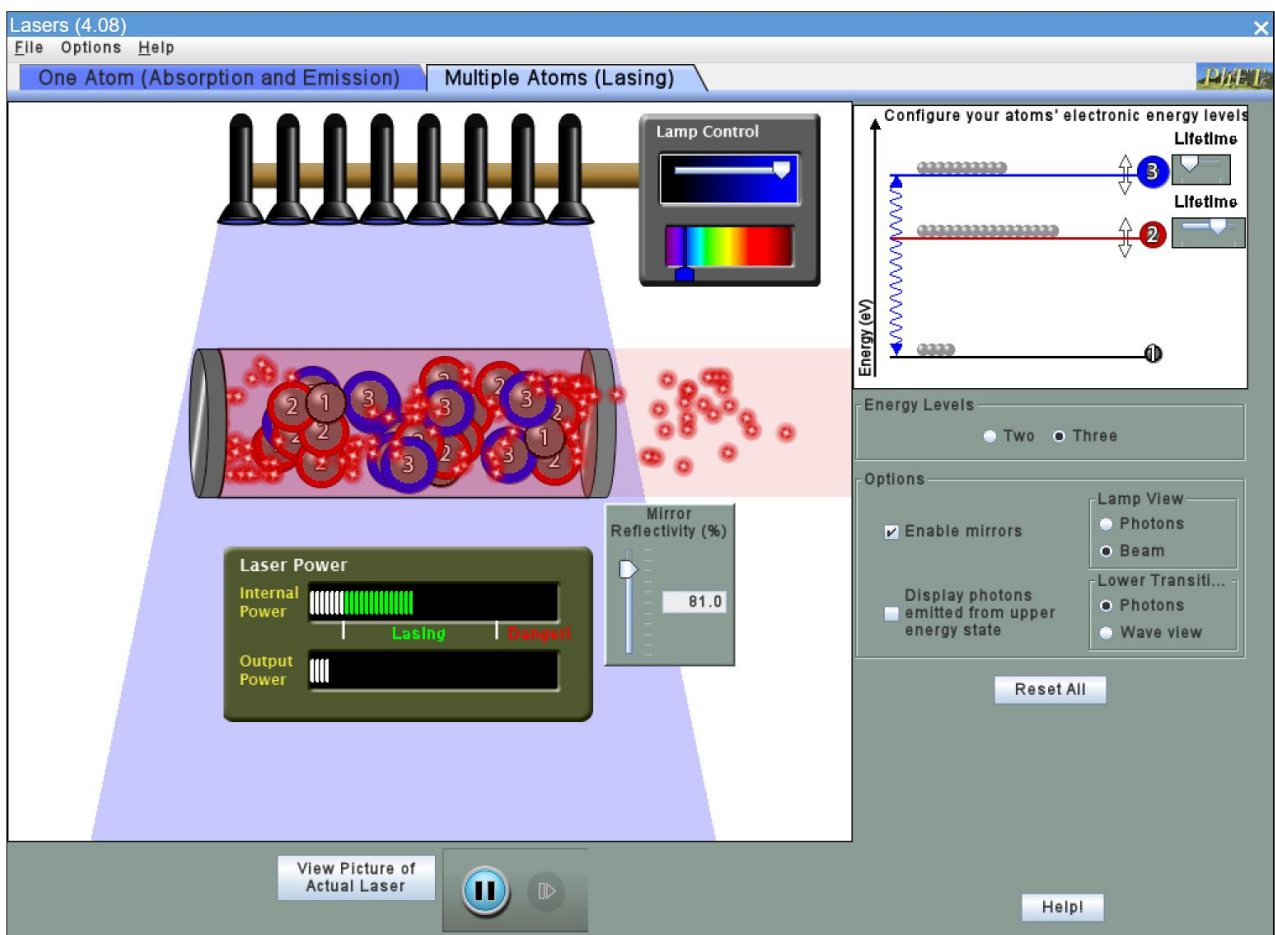 Lasers (4.08)
File Options Help
One Atom (Absorption and Emission)
Multiple Atoms (Lasing)
PhET
Lamp Control
Configure your atoms' electronic energy levels
Lifetime
3
Lifetime
2
Energy (eV)
1
Energy Levels
Two
Three
Options
Enable mirrors
Display photons
emitted from upper
energy state
Lamp View
Photons
Beam
Lower Transiti...
Photons
Wave view
Reset All
Help!
2 1 3 2 3 2 3 2
2 2 2 1
2 3 2 3 2
Mirror
Reflectivity (%)
81.0
Laser Power
Internal
Power
Lasing
Danger!
Output
Power
View Picture of
Actual Laser